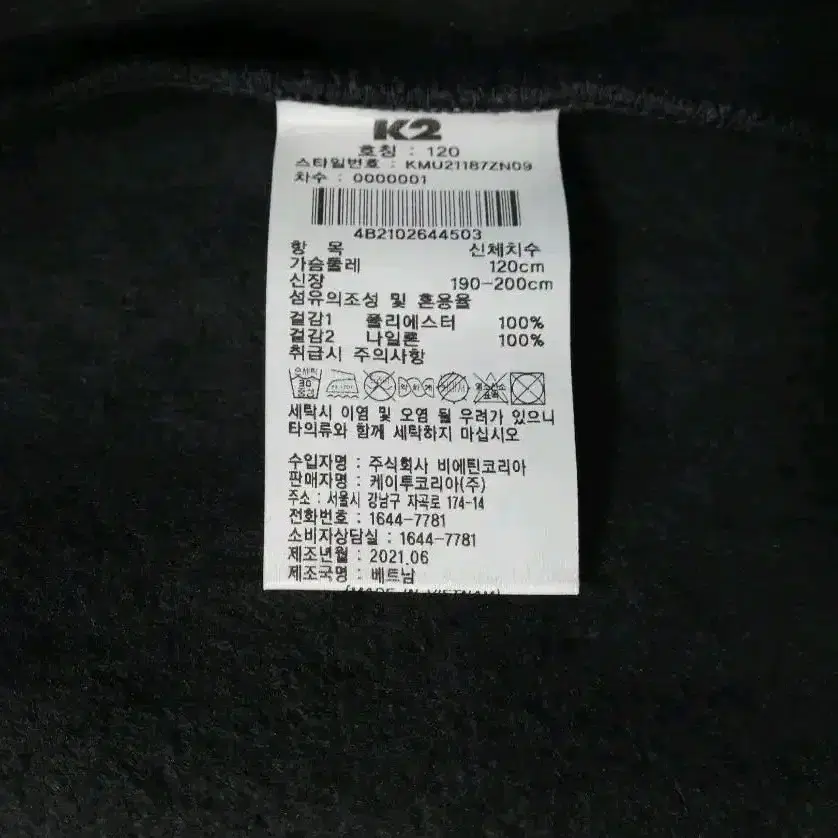 K2
호칭 : 120
스타일번호 : KMU21187ZN09
차수 : 0000001
4B2102644503
항 목 신체치수
가슴둘레 120cm
신장 190-200cm
섬유의조성 및 혼용율
겉감1 폴리에스터 100%
겉감2 나일론 100%
취급시 주의사항
30 중성
세탁시 이염 및 오염 될 우려가 있으니
타의류와 함께 세탁하지 마십시오
수입자명 : 주식회사 비에틴코리아
판매자명 : 케이투코리아(주)
주소 : 서울시 강남구 자곡로 174-14
전화번호 : 1644-7781
소비자상담실 : 1644-7781
제조년월 : 2021.06
제조국명 : 베트남
(MADE IN VIETNAM)